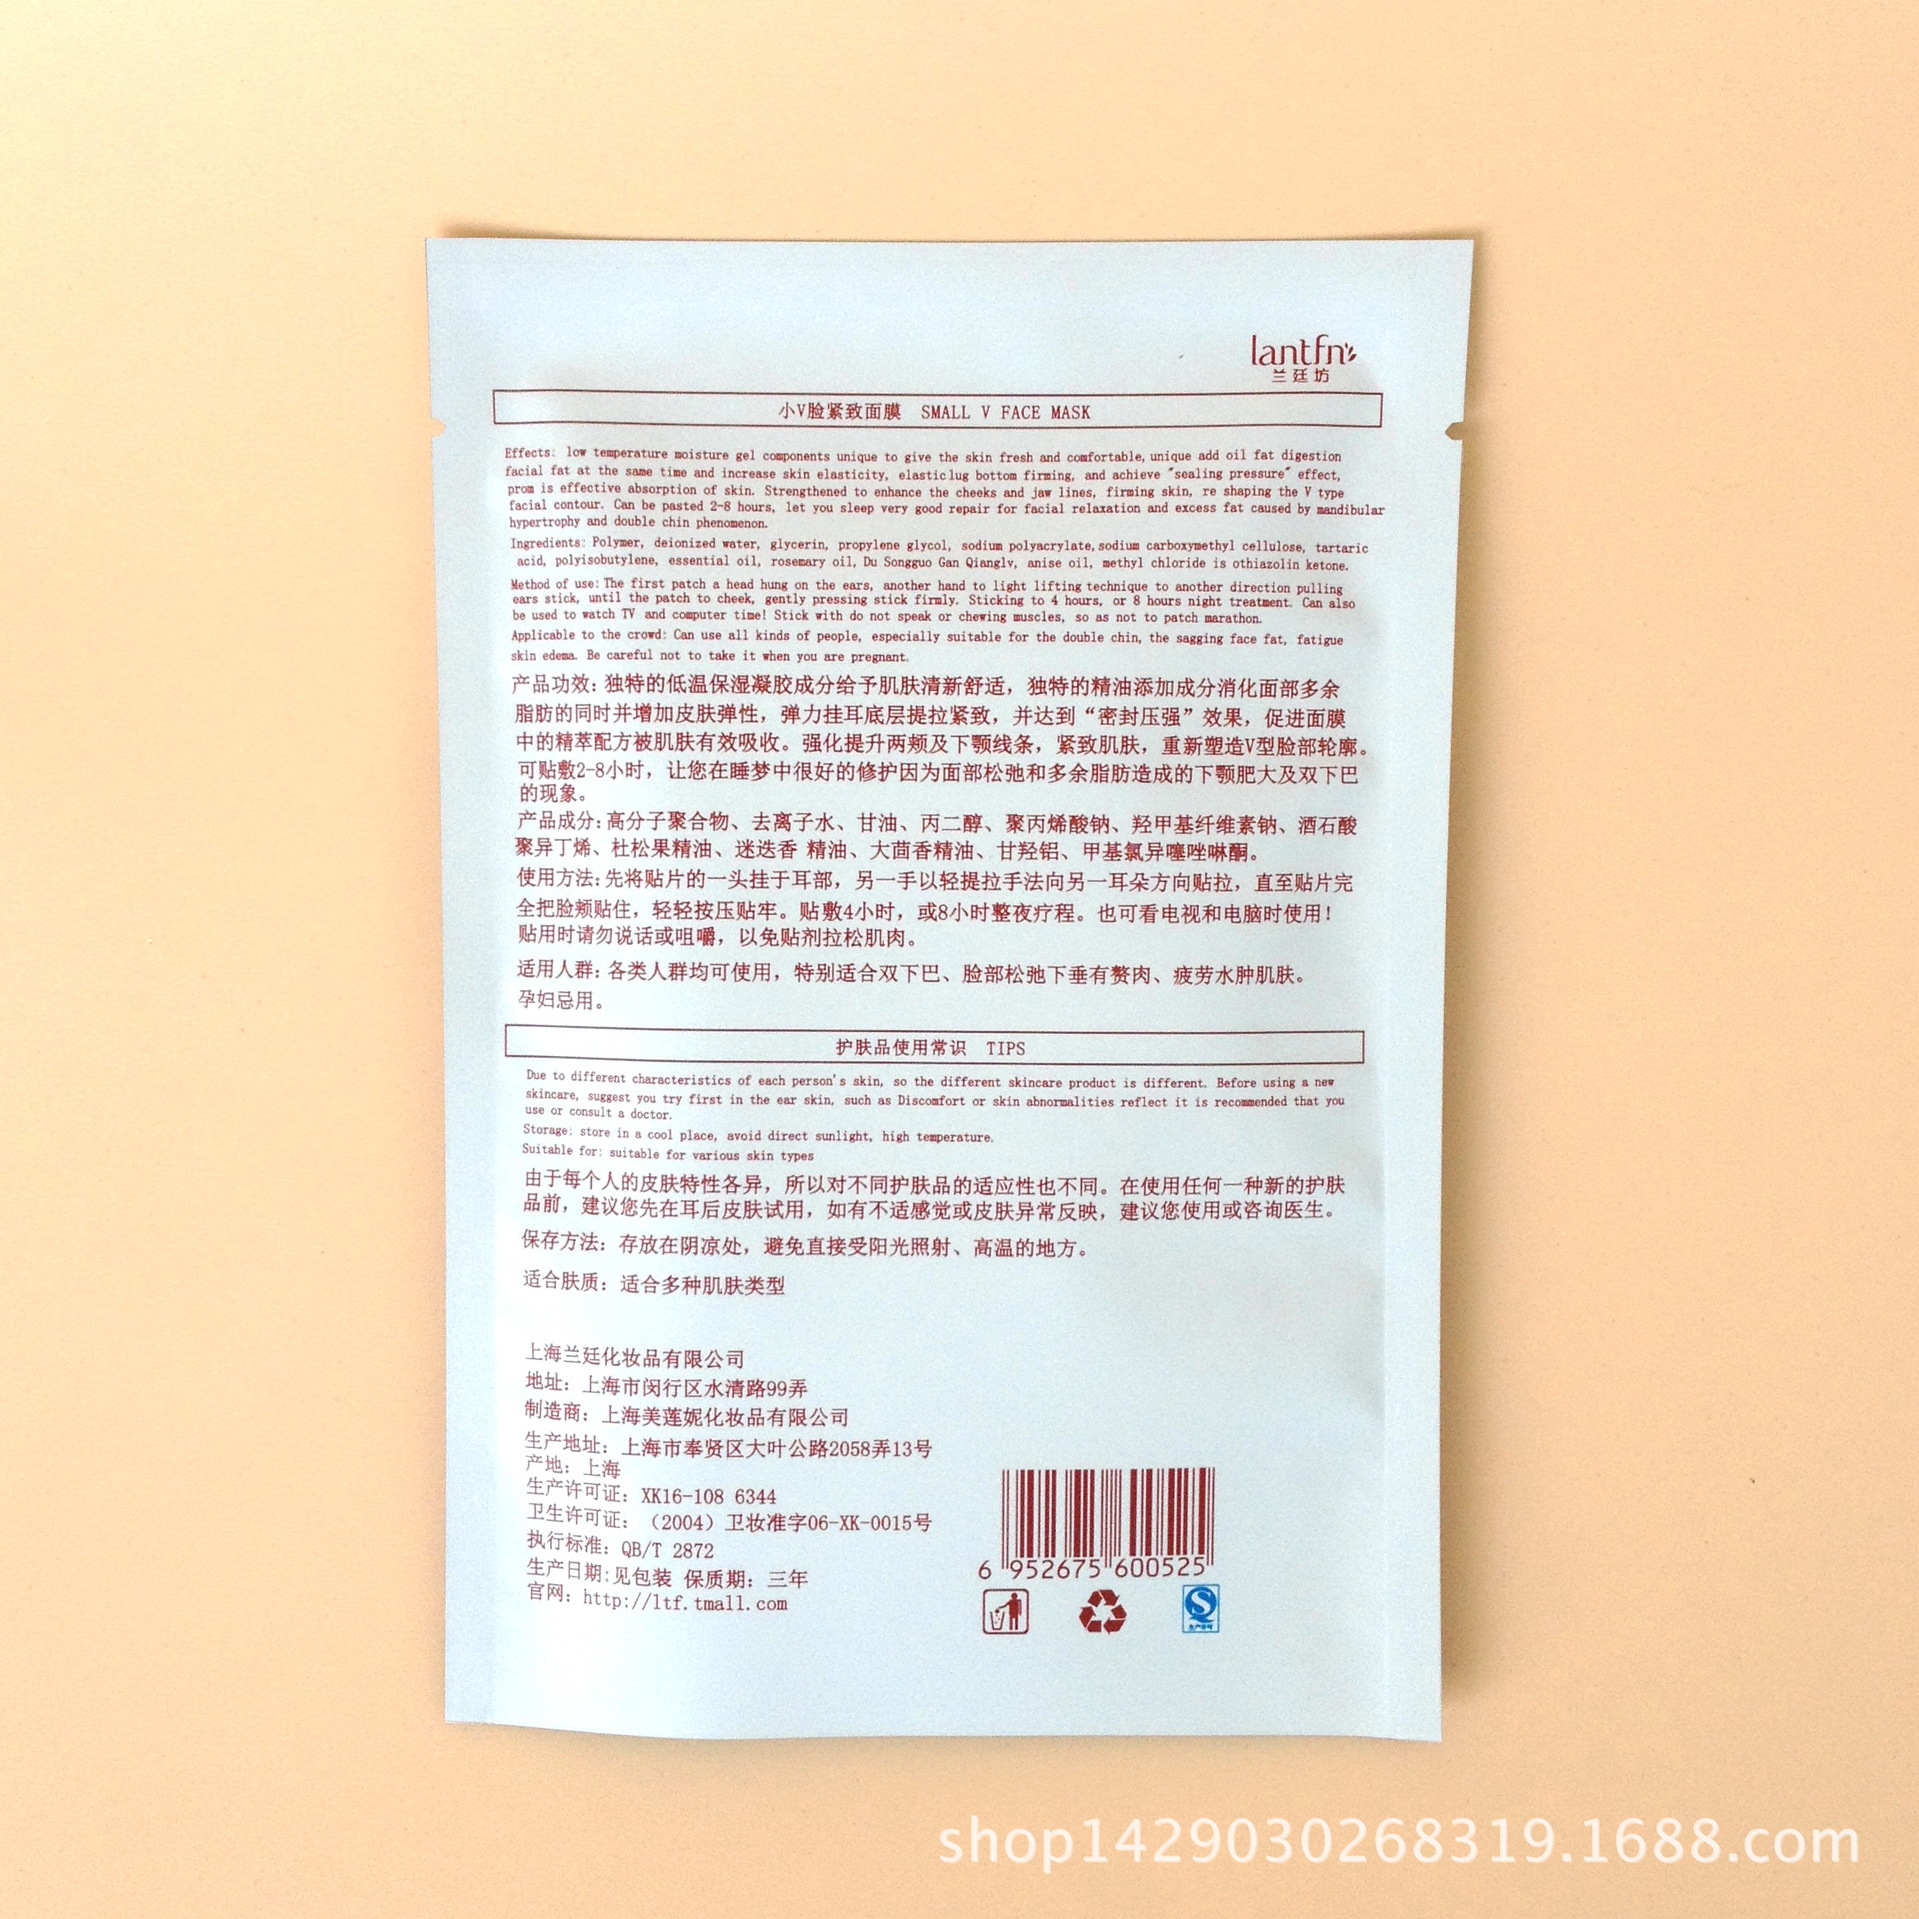 lantfn
兰廷坊
小V脸紧致面膜 SMALL V FACE MASK
Effects: low temperature moisture gel components unique to give the skin fresh and comfortable, unique add oil fat digestion
facial fat at the same time and increase skin elasticity, elastic lug bottom firming, and achieve "sealing pressure" effect,
prom is effective absorption of skin. Strengthened to enhance the cheeks and jaw lines, firming skin, re shaping the V type
facial contour. Can be pasted 2-8 hours, let you sleep very good repair for facial relaxation and excess fat caused by mandibular
hypertrophy and double chin phenomenon.
Ingredients: Polymer, deionized water, glycerin, propylene glycol, sodium polyacrylate, sodium carboxymethyl cellulose, tartaric
acid, polyisobutylene, essential oil, rosemary oil, Du Songguo Gan Qianglv, anise oil, methyl chloride is othiazolin ketone.
Method of use: The first patch a head hung on the ears, another hand to light lifting technique to another direction pulling
ears stick, until the patch to cheek, gently pressing stick firmly. Sticking to 4 hours, or 8 hours night treatment. Can also
be used to watch TV and computer time! Stick with do not speak or chewing muscles, so as not to patch marathon.
Applicable to the crowd: Can use all kinds of people, especially suitable for the double chin, the sagging face fat, fatigue
skin edema. Be careful not to take it when you are pregnant.
产品功效: 独特的低温保湿凝胶成分给予肌肤清新舒适，独特的精油添加成分消化面部多余
脂肪的同时并增加皮肤弹性，弹力挂耳底层提拉紧致，并达到“密封压强”效果，促进面膜
中的精萃配方被肌肤有效吸收。强化提升两颊及下颚线条，紧致肌肤，重新塑造V型脸部轮廓。
可贴敷2-8小时，让您在睡梦中很好的修护因为面部松弛和多余脂肪造成的下颚肥大及双下巴
的现象。
产品成分: 高分子聚合物、去离子水、甘油、丙二醇、聚丙烯酸钠、羟甲基纤维素钠、酒石酸
聚异丁烯、杜松果精油、迷迭香 精油、大茴香精油、甘羟铝、甲基氯异噻唑啉酮。
使用方法: 先将贴片的一头挂于耳部，另一手以轻提拉手法向另一耳朵方向贴拉，直至贴片完
全把脸颊贴住，轻轻按压贴牢。贴敷4小时，或8小时整夜疗程。也可看电视和电脑时使用！
贴用时请勿说话或咀嚼，以免贴剂拉松肌肉。
适用人群: 各类人群均可使用，特别适合双下巴、脸部松弛下垂有赘肉、疲劳水肿肌肤。
孕妇忌用。
护肤品使用常识 TIPS
Due to different characteristics of each person's skin, so the different skincare product is different. Before using a new
skincare, suggest you try first in the ear skin, such as Discomfort or skin abnormalities reflect it is recommended that you
use or consult a doctor.
Storage: store in a cool place, avoid direct sunlight, high temperature.
Suitable for: suitable for various skin types
由于每个人的皮肤特性各异，所以对不同护肤品的适应性也不同。在使用任何一种新的护肤
品前，建议您先在耳后皮肤试用，如有不适感觉或皮肤异常反映，建议您使用或咨询医生。
保存方法：存放在阴凉处，避免直接受阳光照射、高温的地方。
适合肤质：适合多种肌肤类型
上海兰廷化妆品有限公司
地址：上海市闵行区水清路99弄
制造商：上海美莲妮化妆品有限公司
生产地址：上海市奉贤区大叶公路2058弄13号
产地：上海
生产许可证：XK16-108 6344
卫生许可证：（2004）卫妆准字06-XK-0015号
执行标准：QB/T 2872
生产日期:见包装 保质期：三年
官网：http://ltf.tmall.com
6 952675 600525
生产许可
shop1429030268319.1688.com